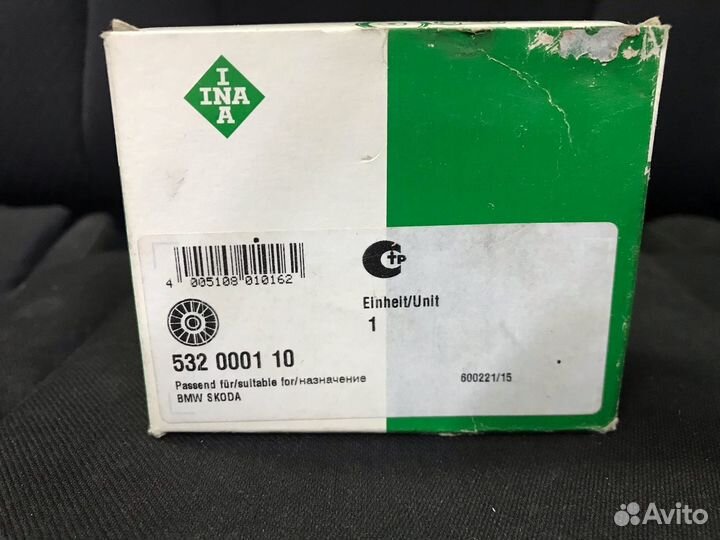 INA
INA
4 005108 010162
Einheit/Unit
1
532 0001 10
Passend für/suitable for/назначение
BMW SKODA
600221/15
Avito